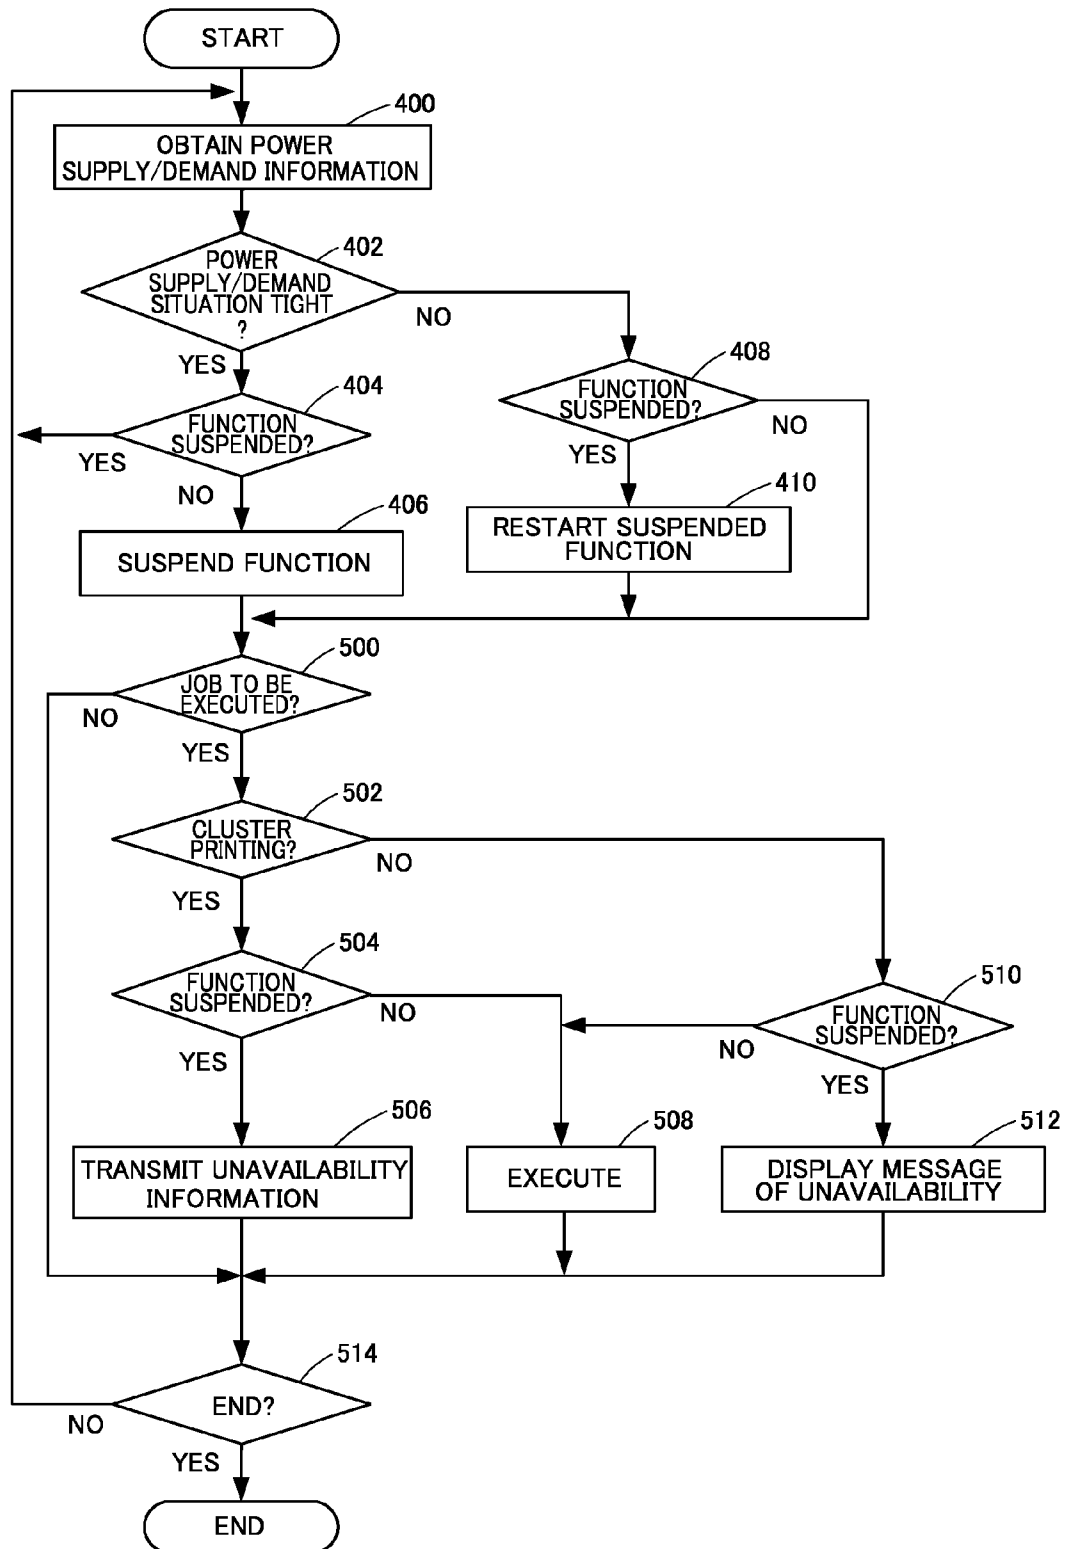 START
400
OBTAIN POWER
SUPPLY/DEMAND INFORMATION
402
POWER
SUPPLY/DEMAND
SITUATION TIGHT
?
NO
YES
404
FUNCTION
SUSPENDED?
YES
NO
408
FUNCTION
SUSPENDED?
NO
YES
406
SUSPEND FUNCTION
410
RESTART SUSPENDED
FUNCTION
500
JOB TO BE
EXECUTED?
NO
YES
502
CLUSTER
PRINTING?
NO
YES
504
FUNCTION
SUSPENDED?
NO
YES
510
FUNCTION
SUSPENDED?
NO
YES
506
TRANSMIT UNAVAILABILITY
INFORMATION
508
EXECUTE
512
DISPLAY MESSAGE
OF UNAVAILABILITY
514
END?
NO
YES
END